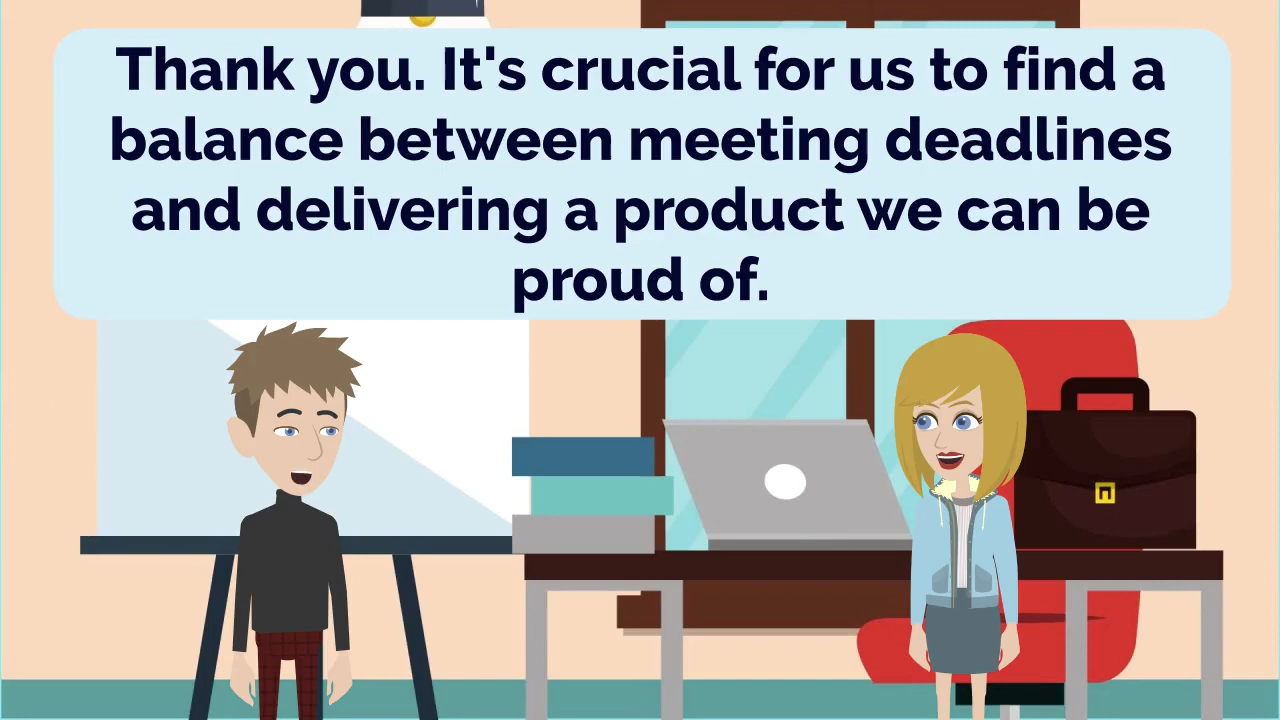 Thank you. It's crucial for us to find a
balance between meeting deadlines
and delivering a product we can be
proud of.